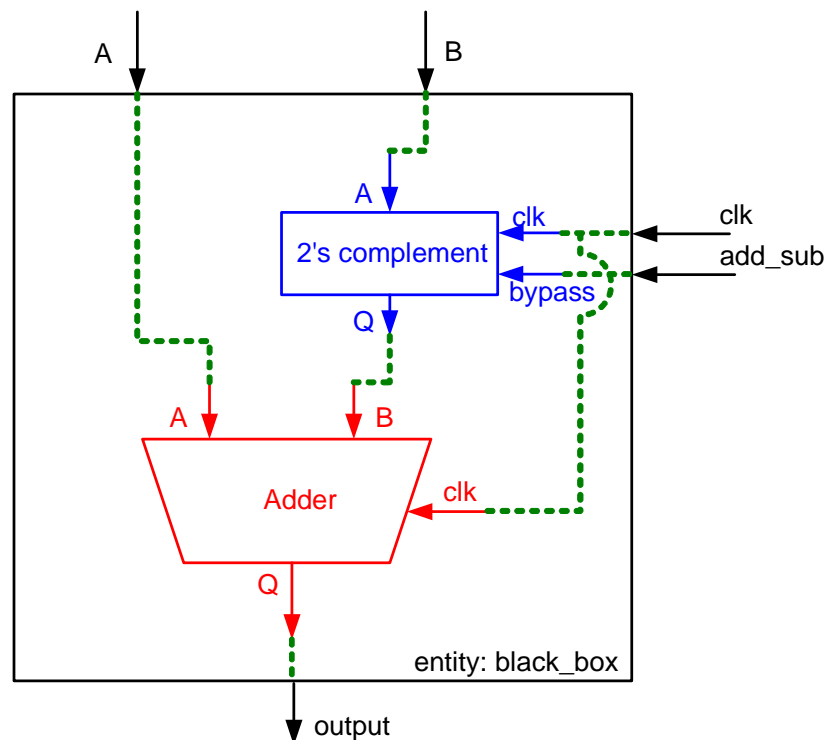 A
B
A
clk
clk
2's complement
add_sub
bypass
Q
A
B
Adder
clk
Q
entity: black_box
output